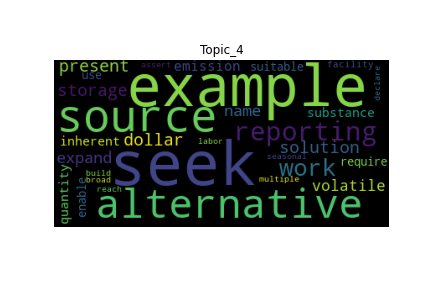 Topic_4
present assert emission suitable facility
use example declare
storage
source name substance
reporting
inherent dollar labor solution
expand seek seasonal work require
build
broad multiple volatile
quantity enable reach alternative